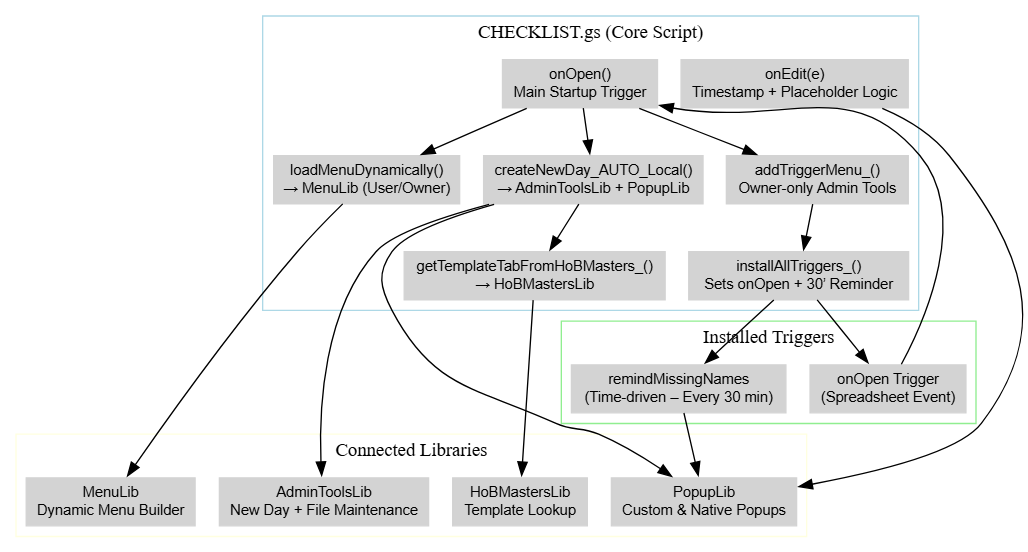 CHECKLIST.gs (Core Script)
onOpen()
Main Startup Trigger
onEdit(e)
Timestamp + Placeholder Logic
loadMenuDynamically()
→ MenuLib (User/Owner)
createNewDay_AUTO_Local()
→ AdminToolsLib + PopupLib
addTriggerMenu_()
Owner-only Admin Tools
getTemplateTabFromHoBMasters_()
→ HoBMastersLib
installAllTriggers_()
Sets onOpen + 30’ Reminder
Installed Triggers
remindMissingNames
(Time-driven – Every 30 min)
onOpen Trigger
(Spreadsheet Event)
Connected Libraries
MenuLib
Dynamic Menu Builder
AdminToolsLib
New Day + File Maintenance
HoBMastersLib
Template Lookup
PopupLib
Custom & Native Popups